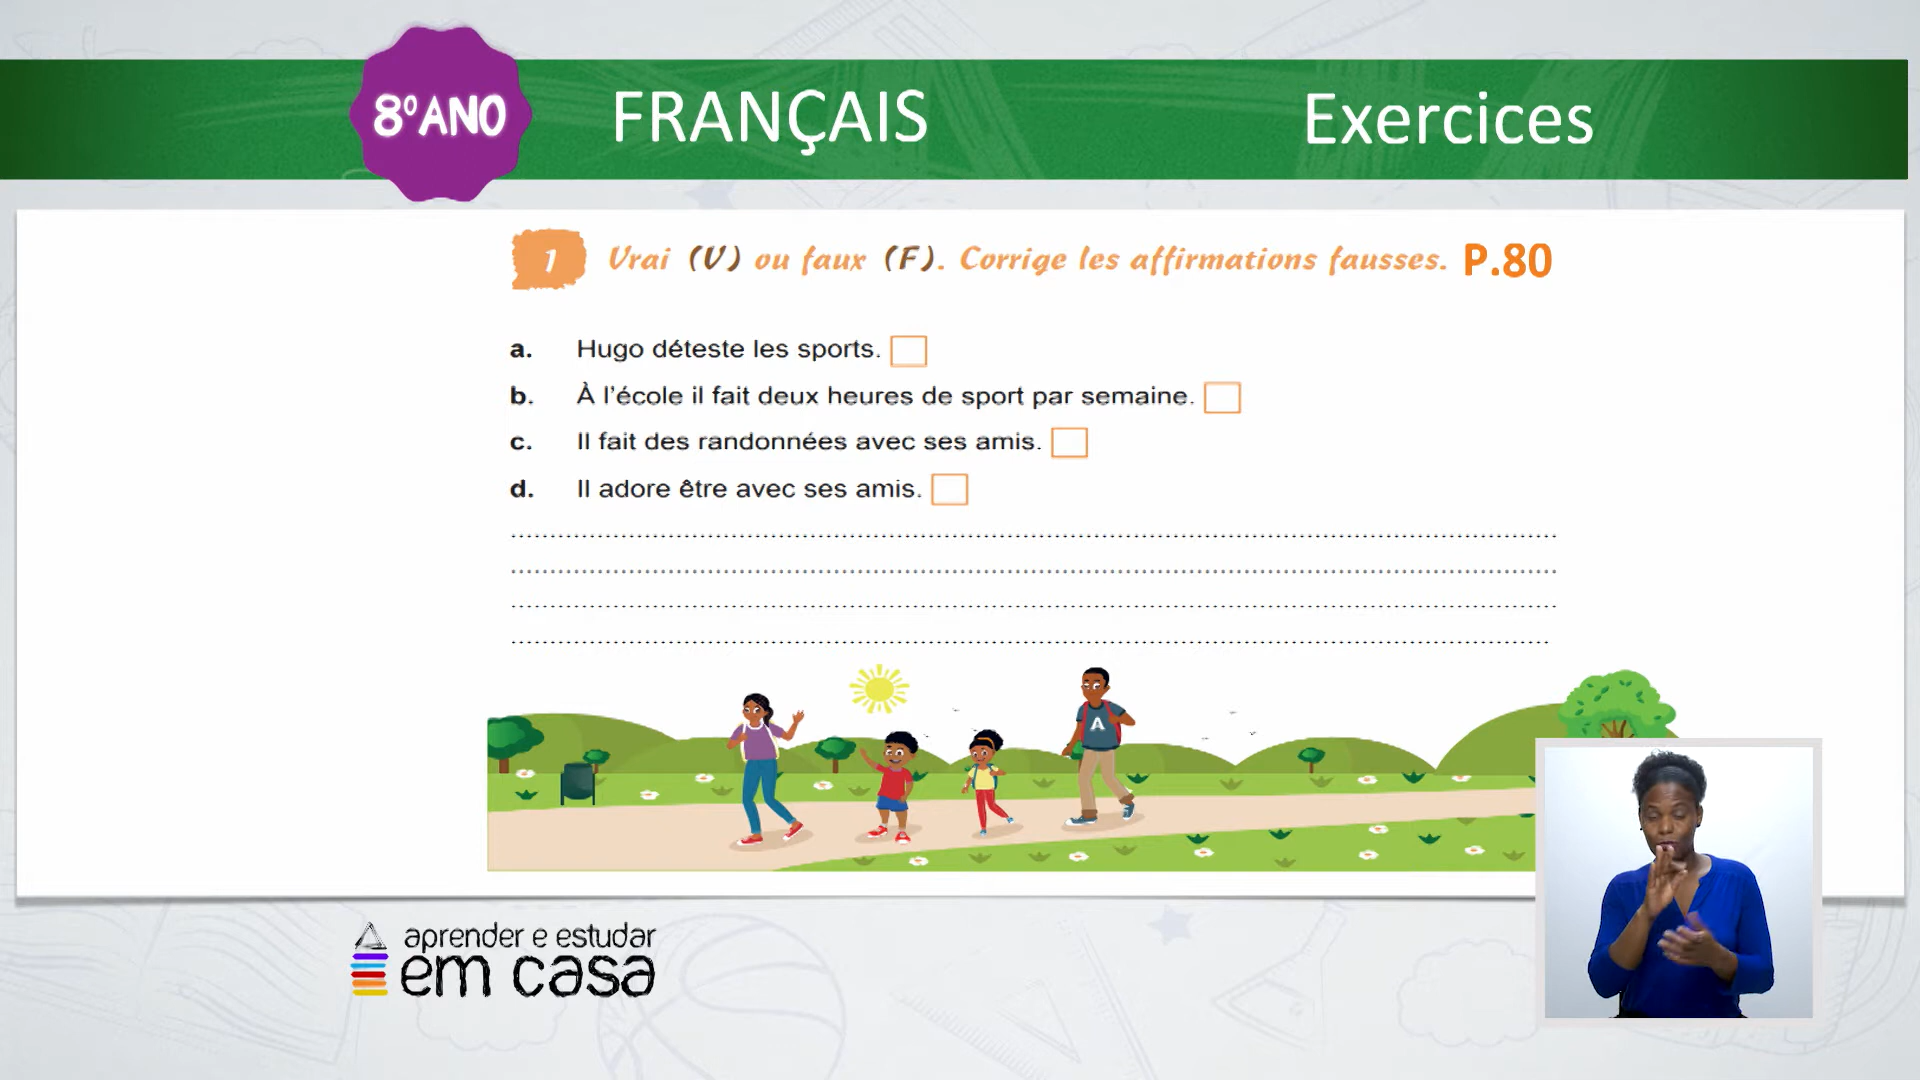 8º ANO
FRANÇAIS
Exercices
1 Vrai (V) ou faux (F). Corrige les affirmations fausses. P.80
a. Hugo déteste les sports.
b. À l'école il fait deux heures de sport par semaine.
c. Il fait des randonnées avec ses amis.
d. Il adore être avec ses amis.
A
aprender e estudar
em casa